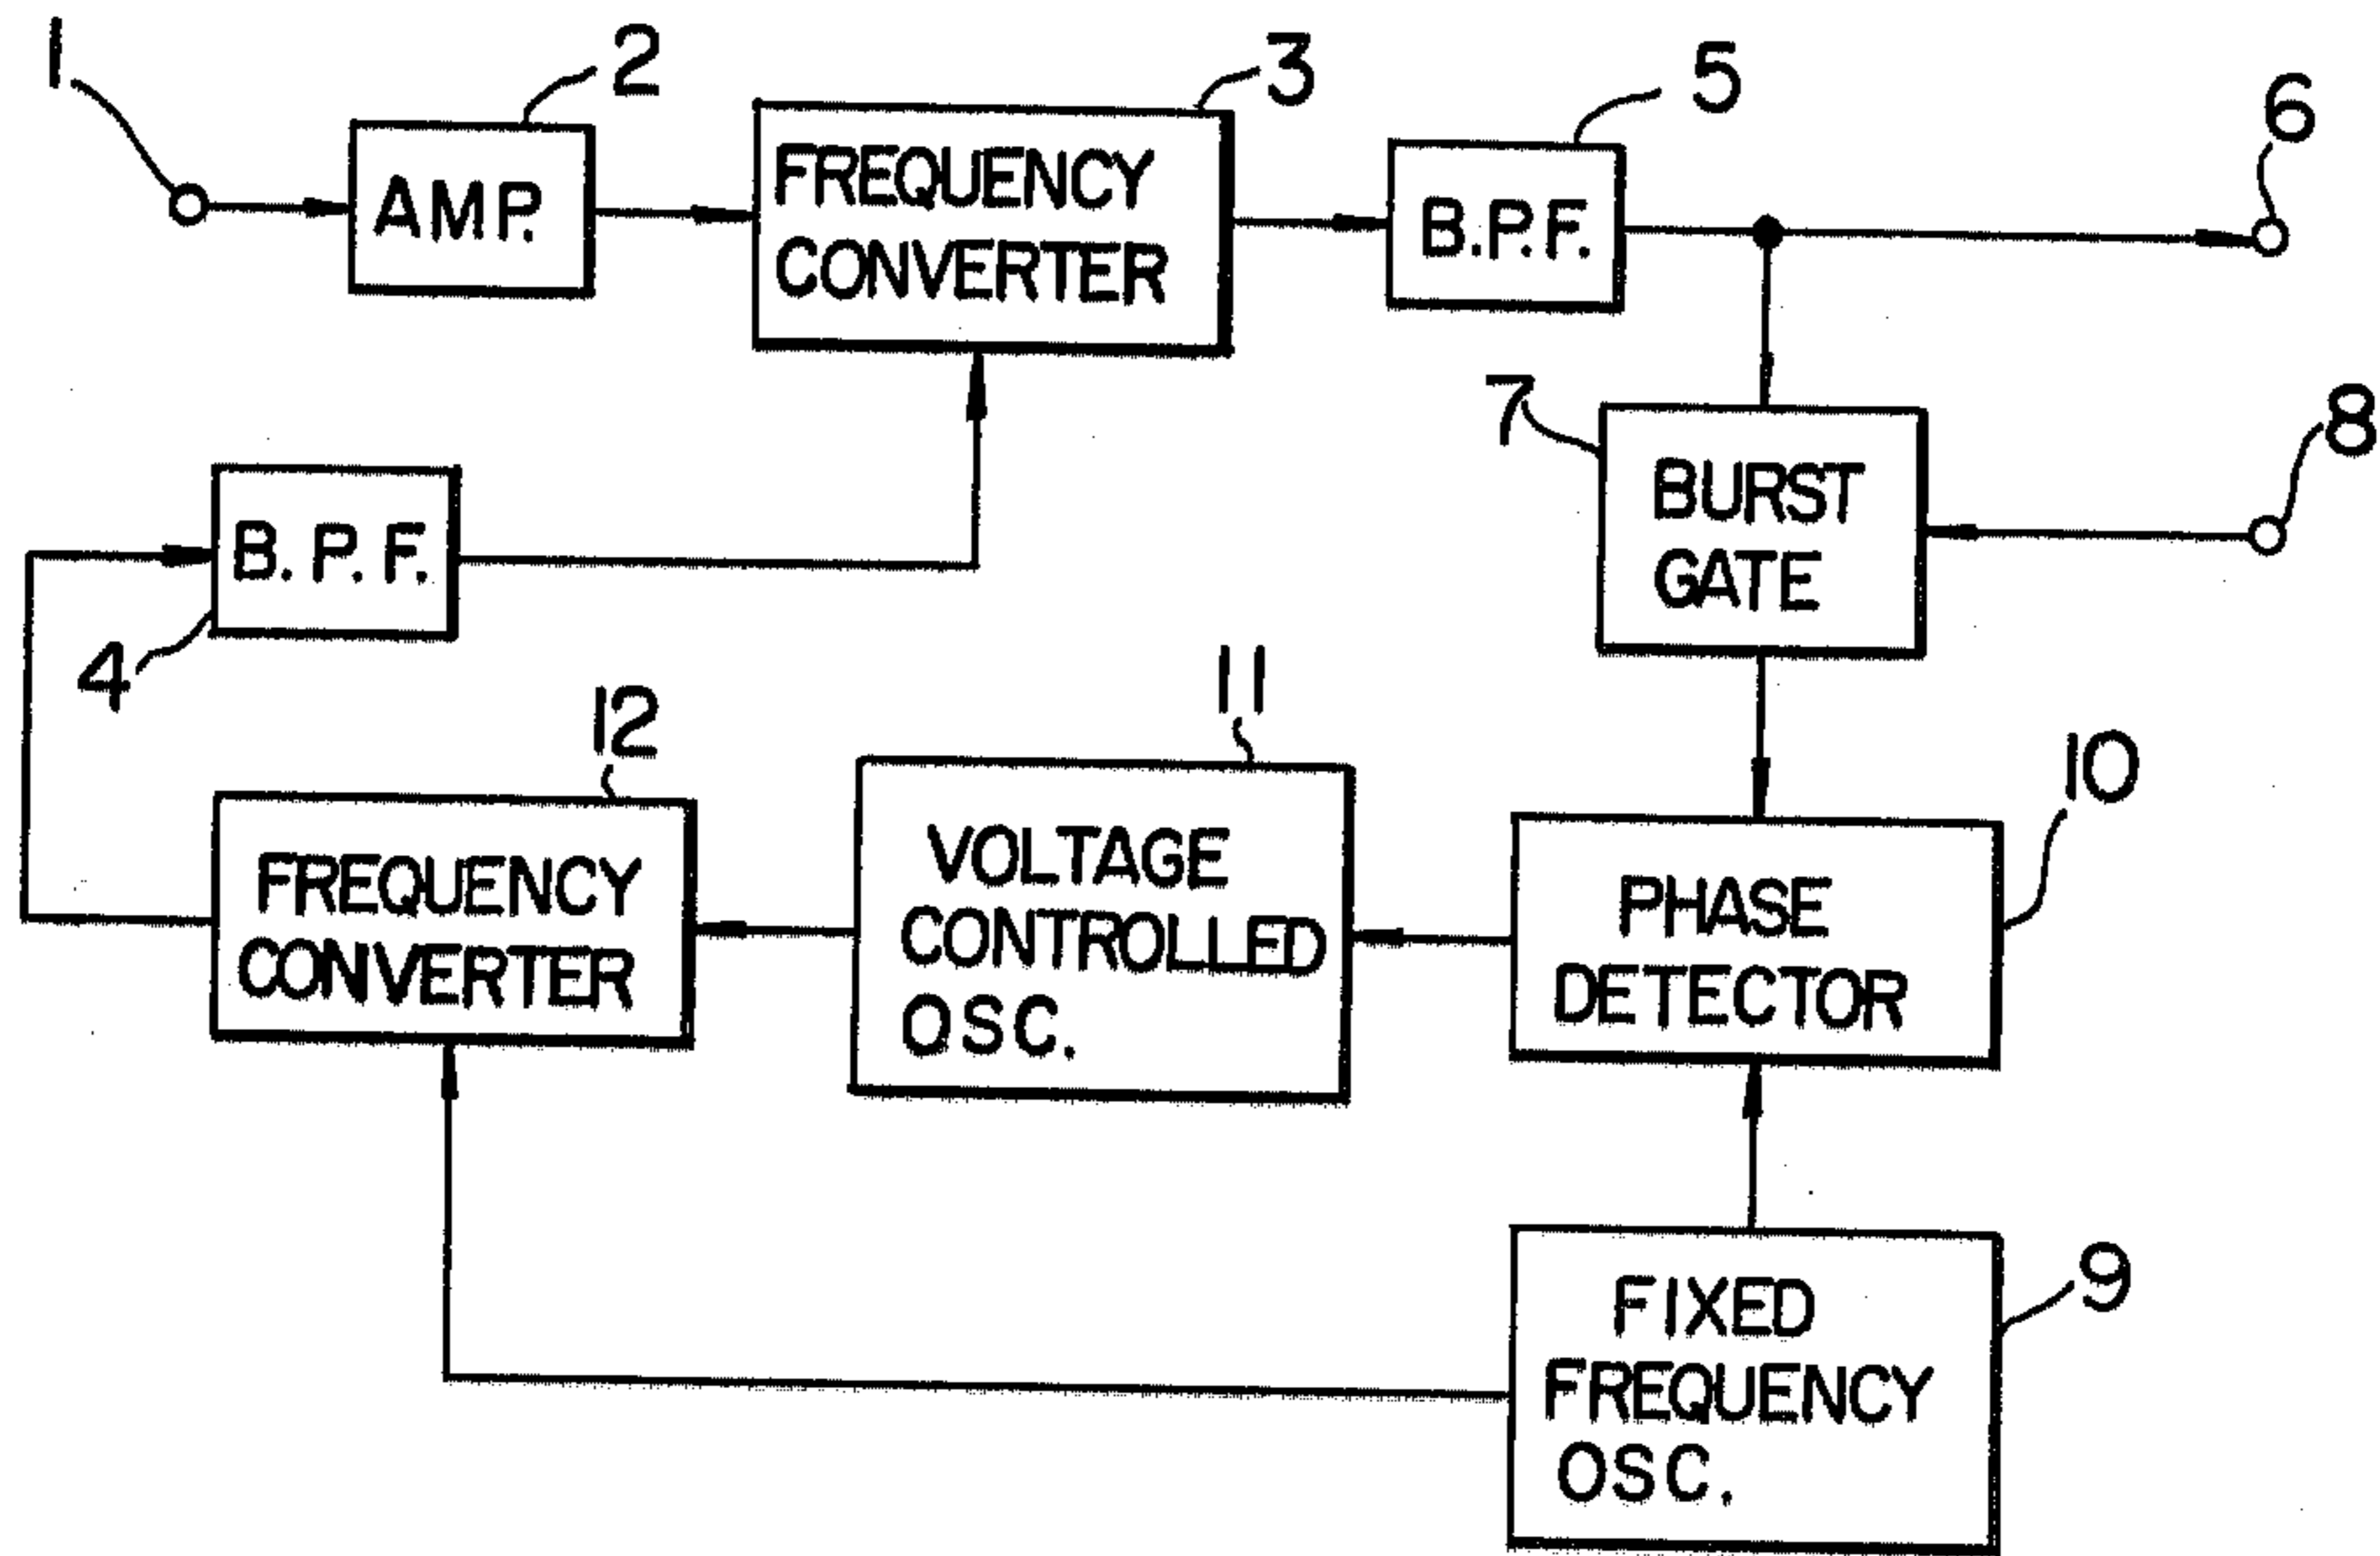 1
2
3
5
6
AMP.
FREQUENCY
CONVERTER
B.P.F.
7
8
BURST
GATE
B.P.F.
4
12
11
10
VOLTAGE
CONTROLLED
OSC.
FREQUENCY
CONVERTER
PHASE
DETECTOR
9
FIXED
FREQUENCY
OSC.